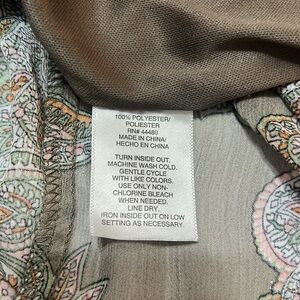 100% POLYESTER/
POLIESTER
RN# 44480
MADE IN CHINA/
HECHO EN CHINA
TURN INSIDE OUT.
MACHINE WASH COLD.
GENTLE CYCLE
WITH LIKE COLORS.
USE ONLY NON-
CHLORINE BLEACH
WHEN NEEDED.
LINE DRY.
IRON INSIDE OUT ON LOW
SETTING AS NECESSARY.